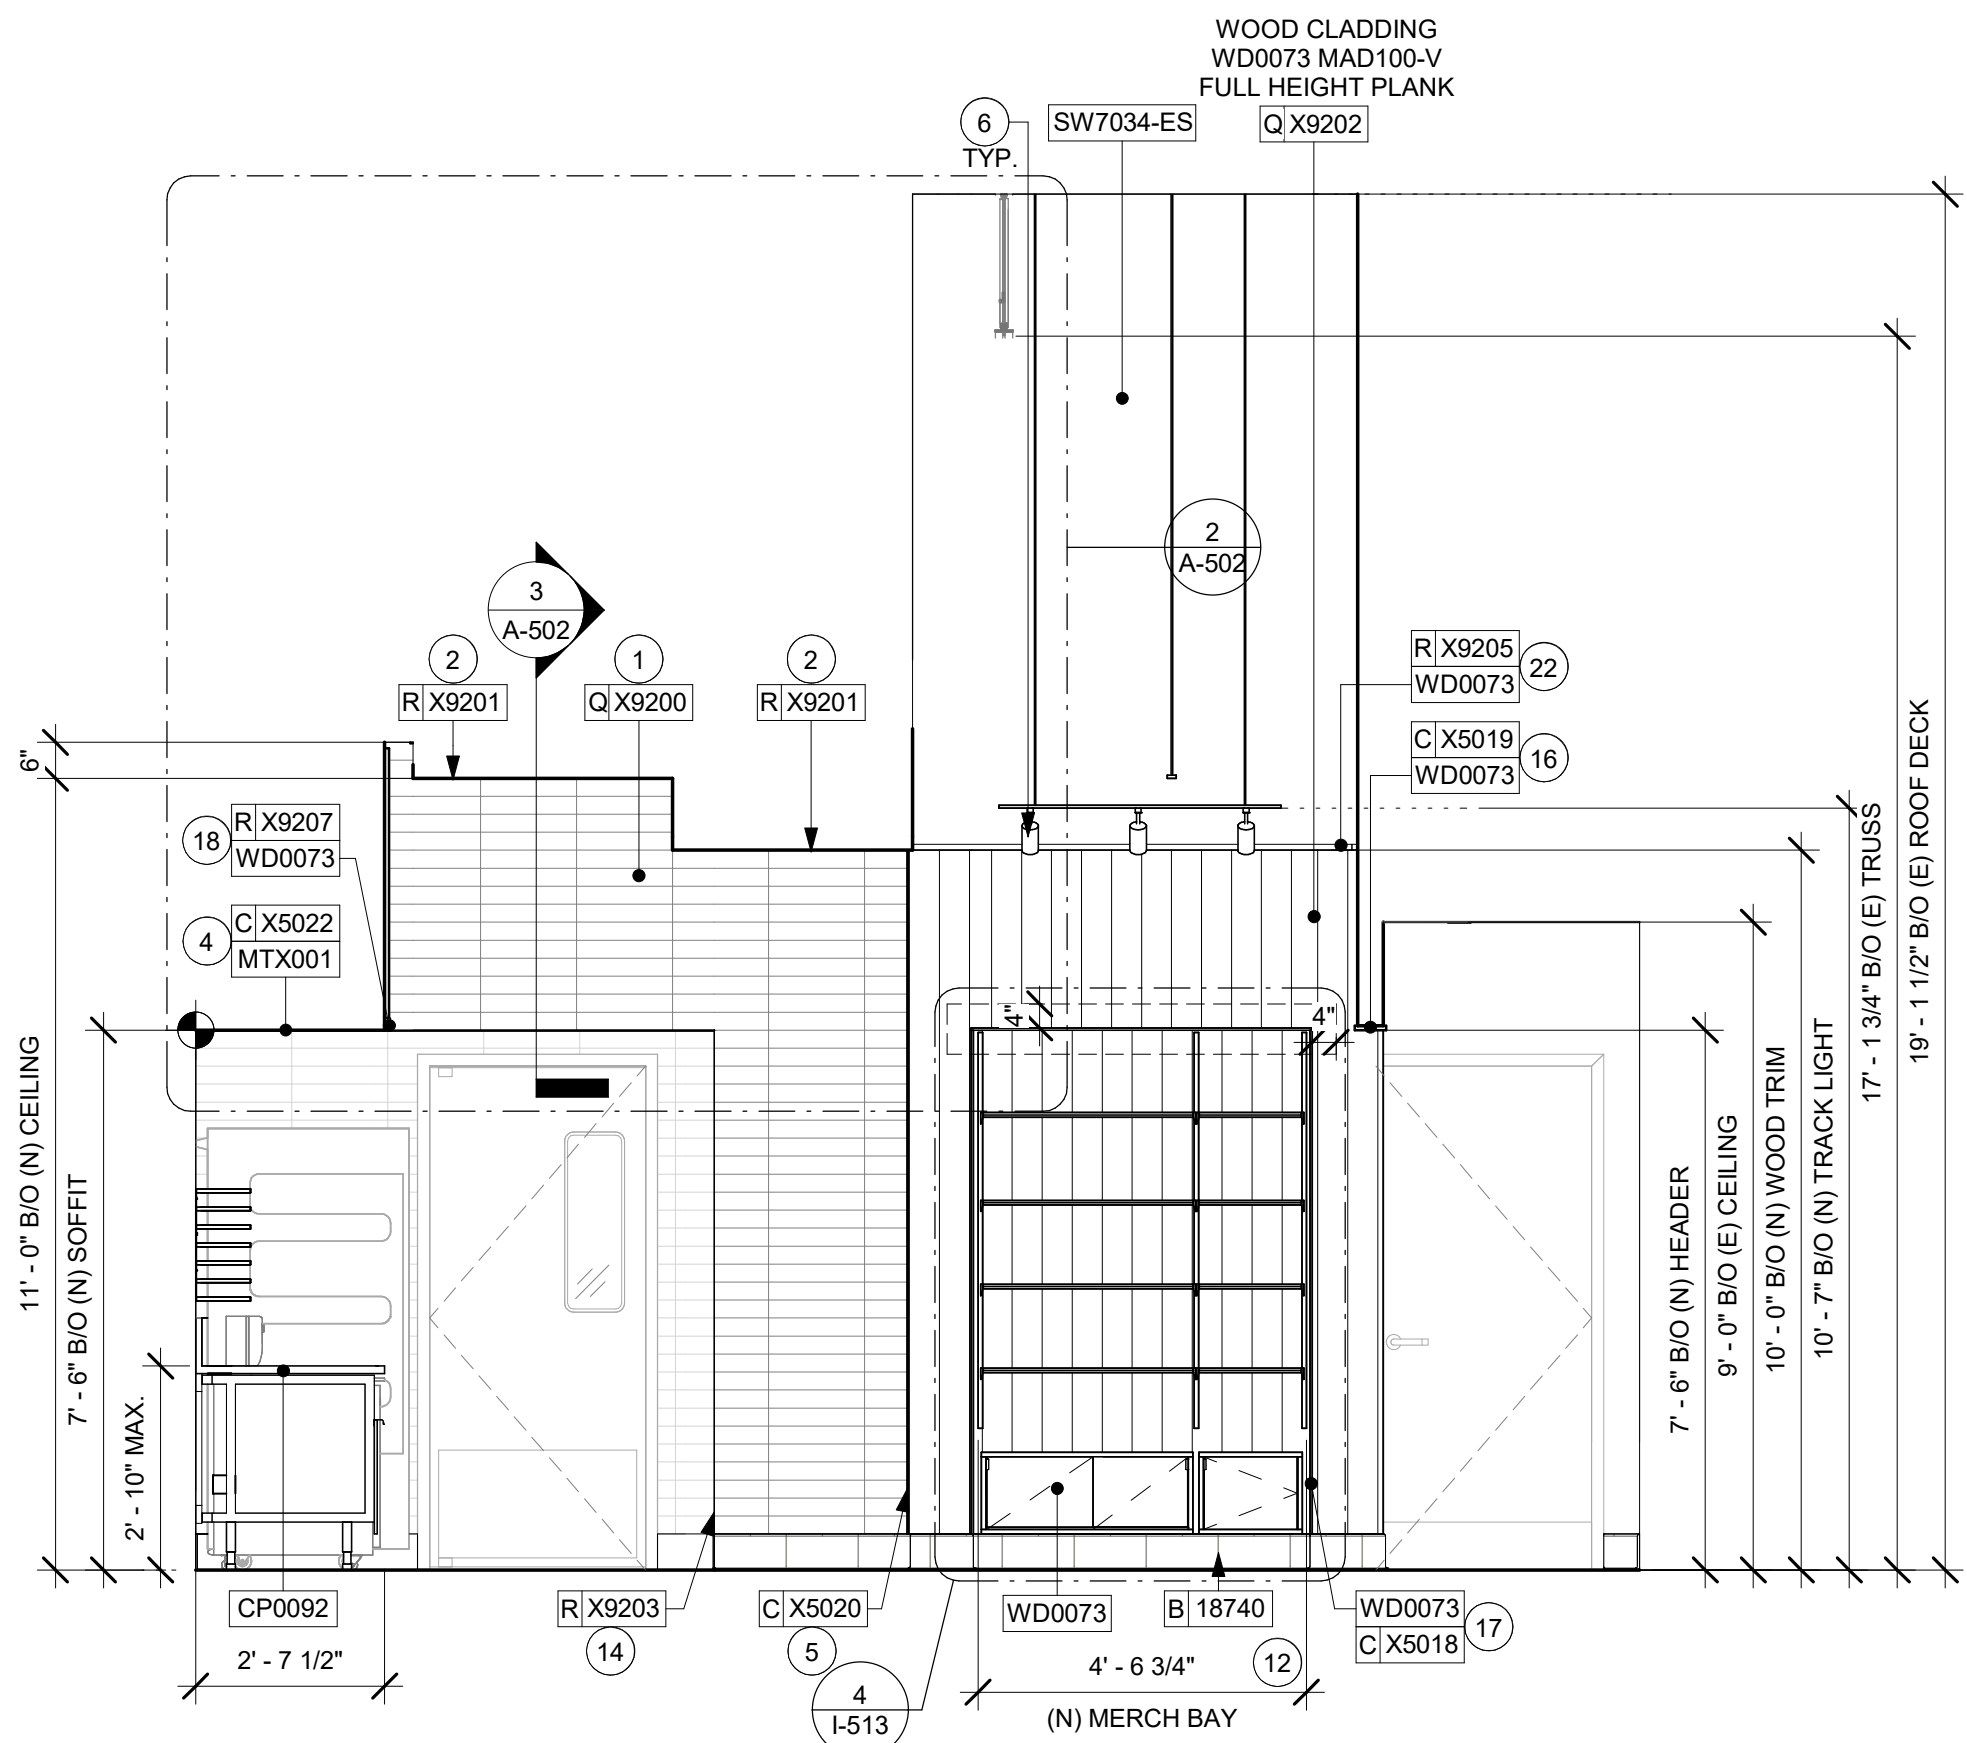 WOOD CLADDING
WD0073 MAD100-V
FULL HEIGHT PLANK
6
TYP.
SW7034-ES
Q X9202
2
A-502
3
A-502
2
R X9201
1
Q X9200
2
R X9201
R X9205
WD0073
22
C X5019
WD0073
16
6"
18
R X9207
WD0073
4
C X5022
MTX001
4"
4"
11' - 0" B/O (N) CEILING
7' - 6" B/O (N) SOFFIT
2' - 10" MAX.
7' - 6" B/O (N) HEADER
9' - 0" B/O (E) CEILING
10' - 0" B/O (N) WOOD TRIM
10' - 7" B/O (N) TRACK LIGHT
17' - 1 3/4" B/O (E) TRUSS
19' - 1 1/2" B/O (E) ROOF DECK
CP0092
2' - 7 1/2"
R X9203
14
C X5020
5
4
I-513
WD0073
B 18740
WD0073
C X5018
17
4' - 6 3/4"
12
(N) MERCH BAY